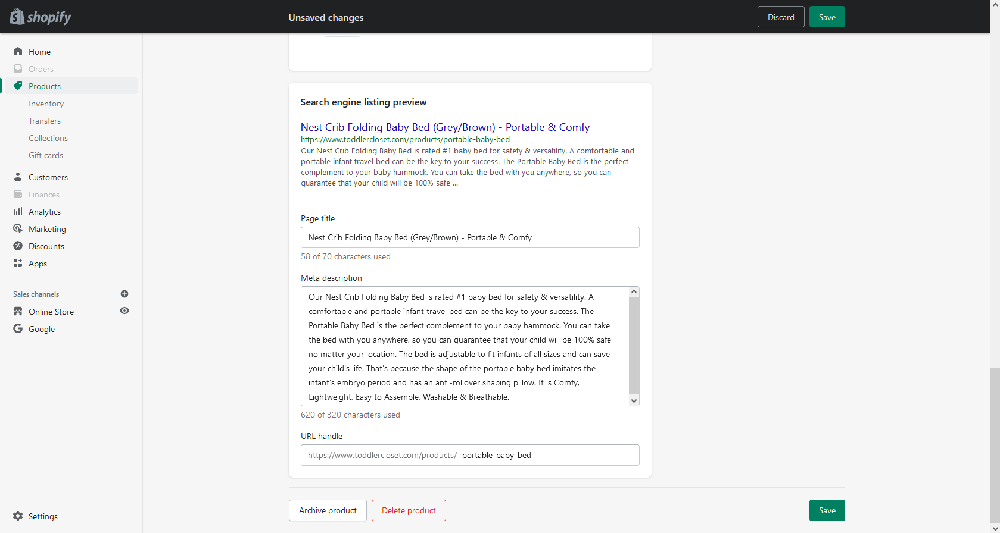 shopify
Unsaved changes
Discard
Save
Home
Orders
Products
Inventory
Transfers
Collections
Gift cards
Customers
Finances
Analytics
Marketing
Discounts
Apps
Sales channels
Online Store
Google
Settings
Search engine listing preview
Nest Crib Folding Baby Bed (Grey/Brown) - Portable & Comfy
https://www.toddlercloset.com/products/portable-baby-bed
Our Nest Crib Folding Baby Bed is rated #1 baby bed for safety & versatility. A comfortable and
portable infant travel bed can be the key to your success. The Portable Baby Bed is the perfect
complement to your baby hammock. You can take the bed with you anywhere, so you can
guarantee that your child will be 100% safe ...
Page title
Nest Crib Folding Baby Bed (Grey/Brown) - Portable & Comfy
58 of 70 characters used
Meta description
Our Nest Crib Folding Baby Bed is rated #1 baby bed for safety & versatility. A
comfortable and portable infant travel bed can be the key to your success. The
Portable Baby Bed is the perfect complement to your baby hammock. You can take
the bed with you anywhere, so you can guarantee that your child will be 100% safe
no matter your location. The bed is adjustable to fit infants of all sizes and can save
your child's life. That's because the shape of the portable baby bed imitates the
infant's embryo period and has an anti-rollover shaping pillow. It is Comfy,
Lightweight, Easy to Assemble, Washable & Breathable.
620 of 320 characters used
URL handle
https://www.toddlercloset.com/products/ portable-baby-bed
Archive product
Delete product
Save